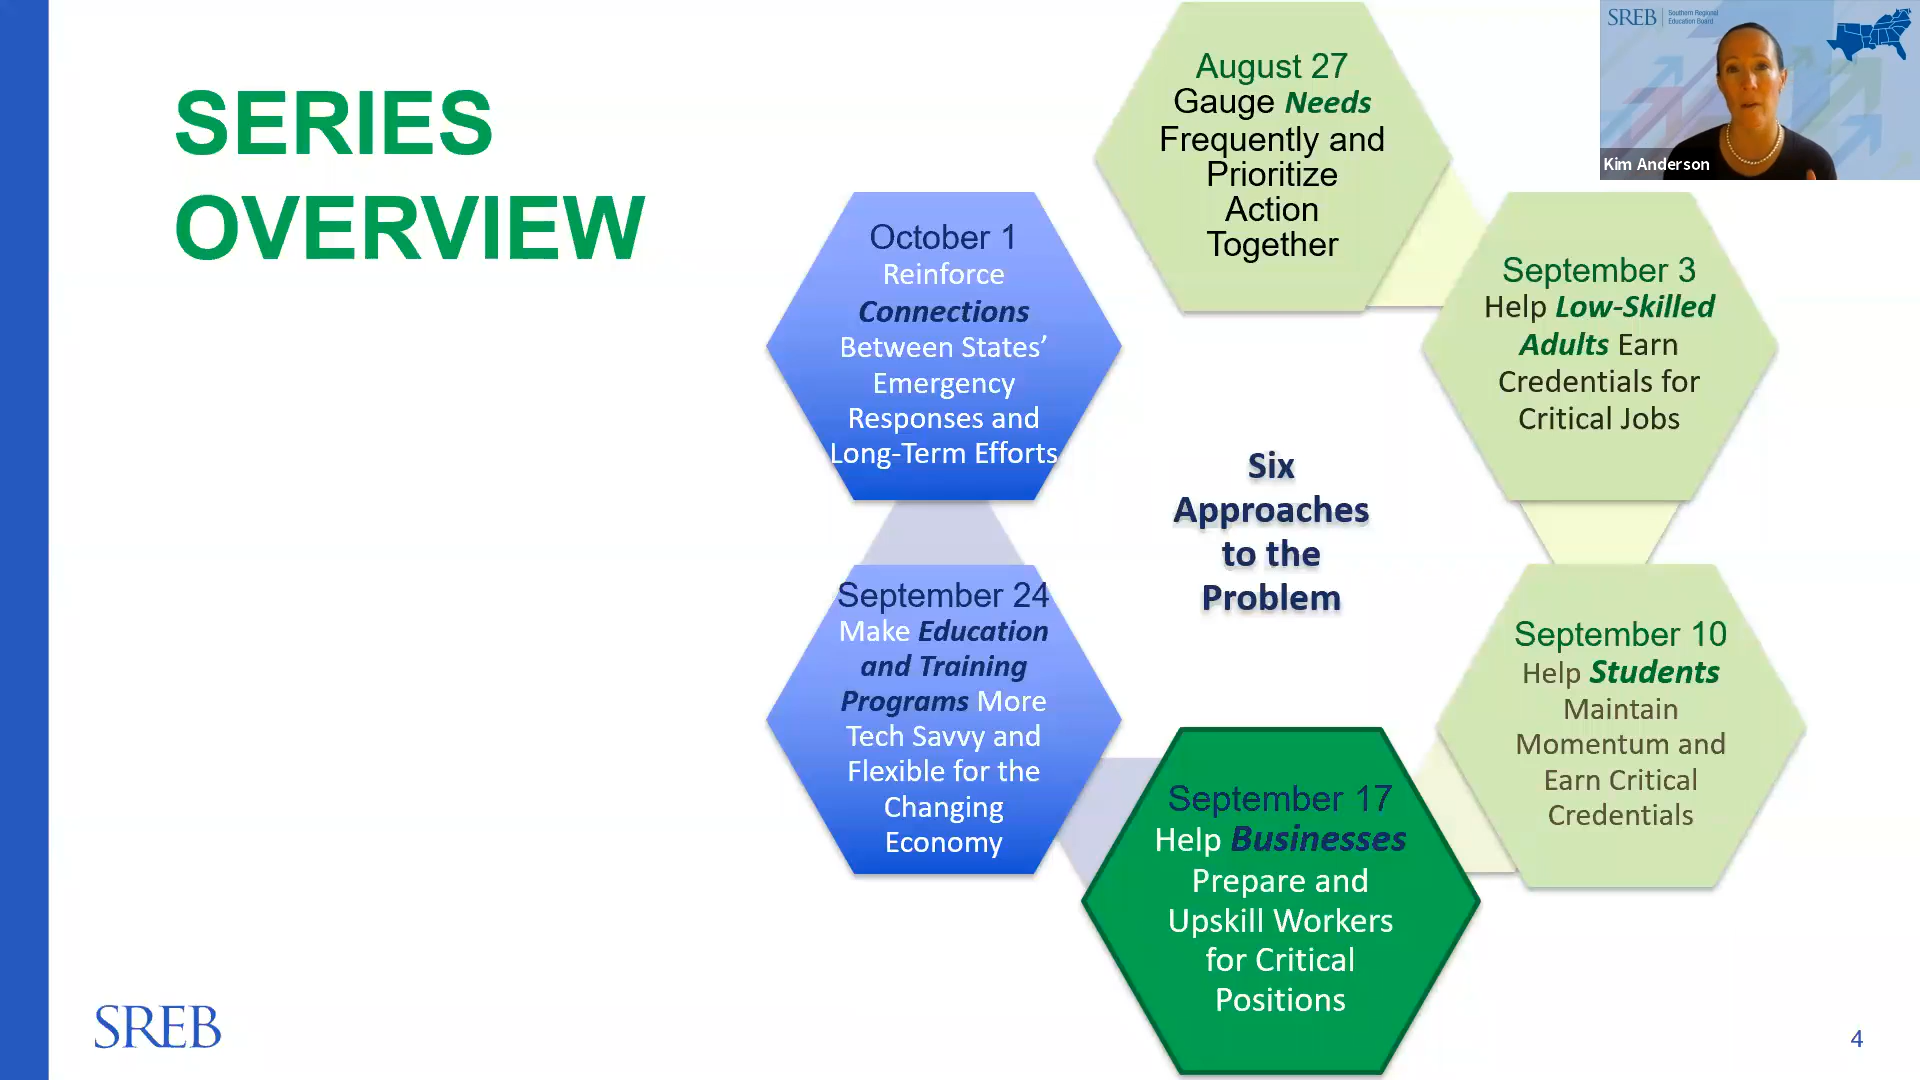 SERIES
OVERVIEW
August 27
Gauge Needs
Frequently and
Prioritize
Action
Together
September 3
Help Low-Skilled
Adults Earn
Credentials for
Critical Jobs
September 10
Help Students
Maintain
Momentum and
Earn Critical
Credentials
September 17
Help Businesses
Prepare and
Upskill Workers
for Critical
Positions
September 24
Make Education
and Training
Programs More
Tech Savvy and
Flexible for the
Changing
Economy
October 1
Reinforce
Connections
Between States’
Emergency
Responses and
Long-Term Efforts
Six
Approaches
to the
Problem
SREB
Southern Regional
Education Board
Kim Anderson
SREB
4